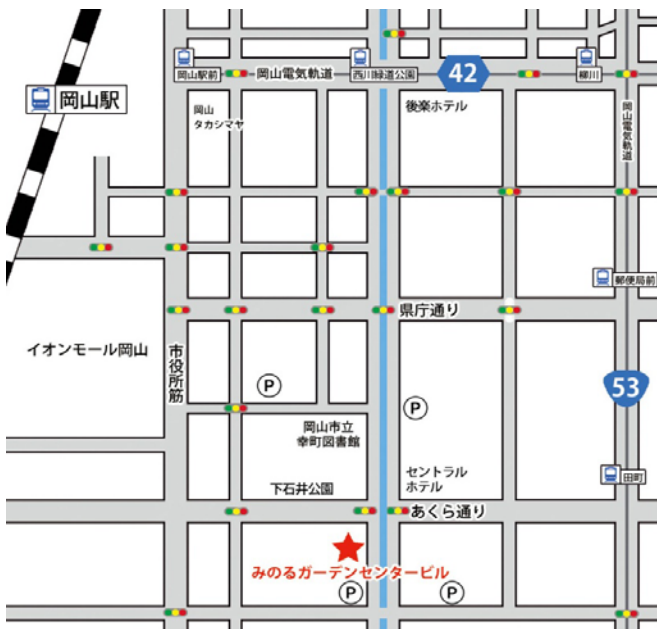 岡山駅前
岡山電気軌道
西川緑道公園
42
柳川
岡山駅
岡山
タカシマヤ
後楽ホテル
岡山電気軌道
郵便局前
県庁通り
イオンモール岡山
市役所筋
P
P
53
岡山市立
幸町図書館
下石井公園
セントラル
ホテル
田町
あくら通り
みのるガーデンセンタービル
P
P